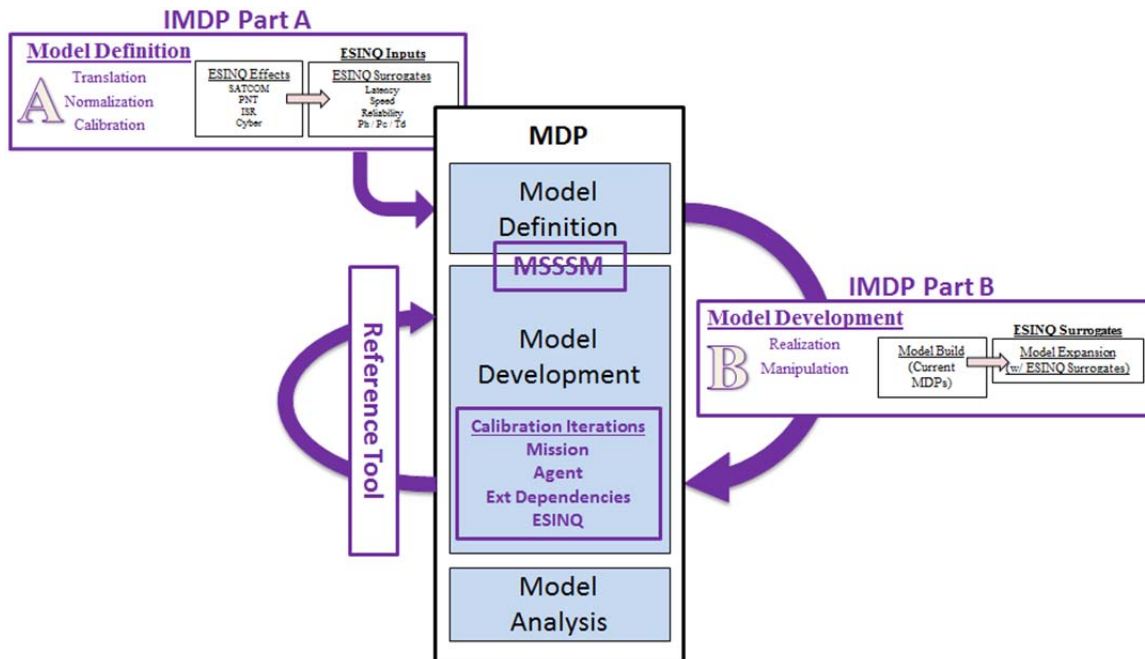 IMDP Part A
Model Definition
A
Translation
Normalization
Calibration
ESINQ Effects
SATCOM
PNT
ISR
Cyber
ESINQ Inputs
ESINQ Surrogates
Latency
Speed
Reliability
Ph / Pc / Td
MDP
Model
Definition
MSSSM
Model
Development
Calibration Iterations
Mission
Agent
Ext Dependencies
ESINQ
Model
Analysis
Reference Tool
IMDP Part B
Model Development
B
Realization
Manipulation
Model Build
(Current
MDPs)
ESINQ Surrogates
Model Expansion
(w/ ESINQ Surrogates)